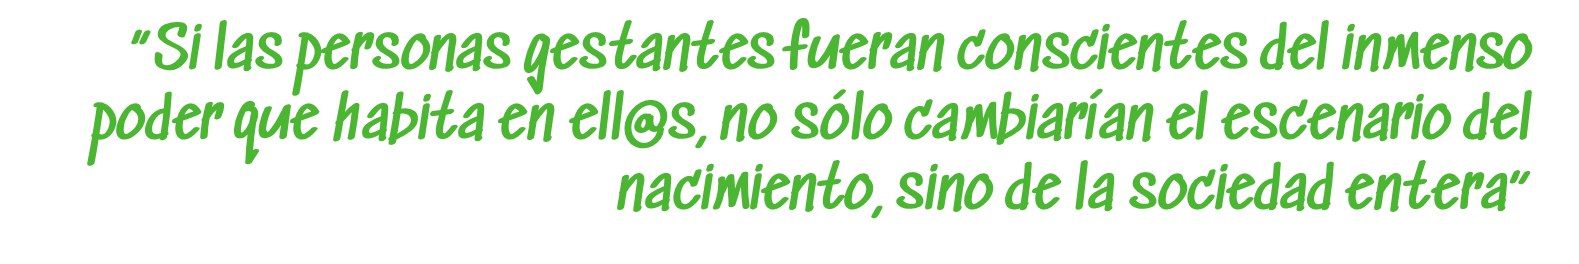 "Si las personas gestantes fueran conscientes del inmenso
poder que habita en ell@s, no sólo cambiarían el escenario del
nacimiento, sino de la sociedad entera"